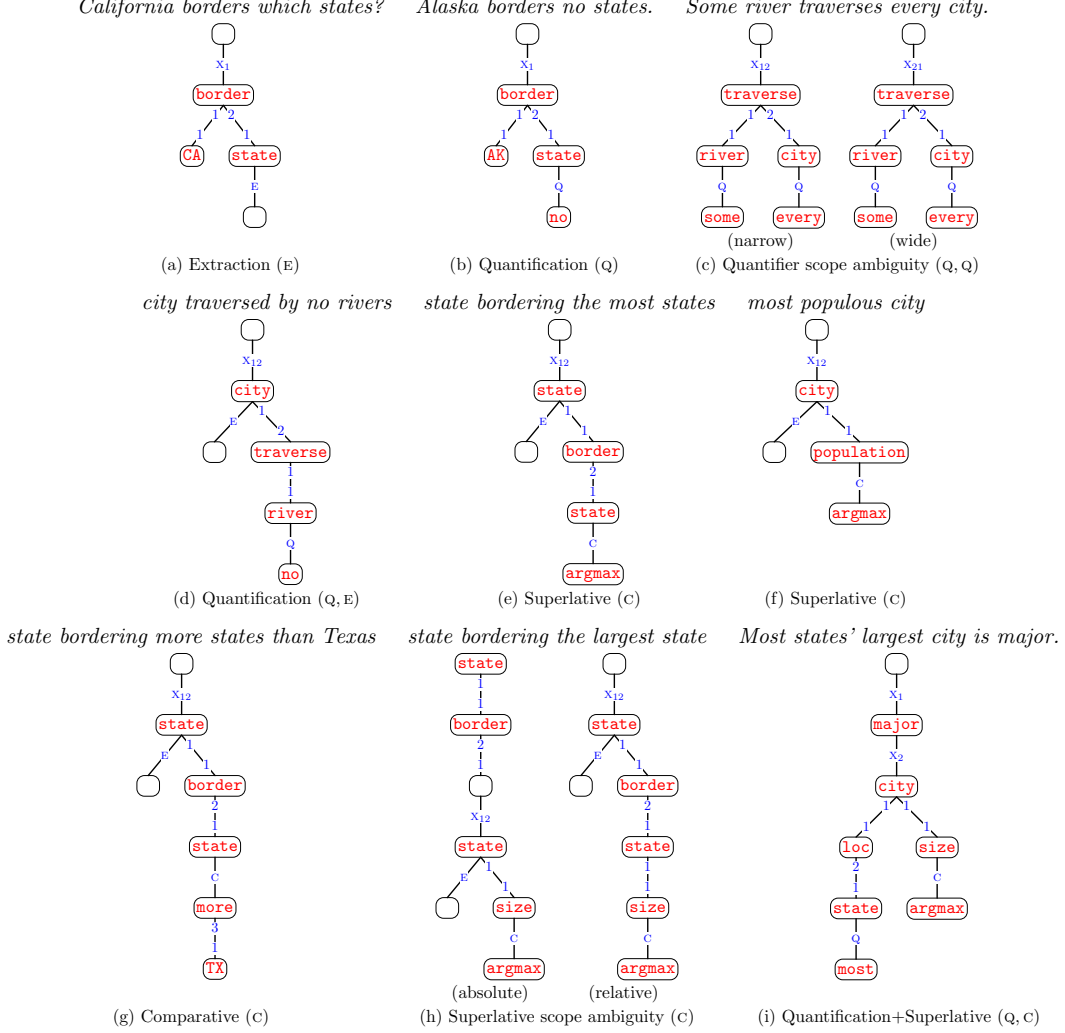 California borders which states? Alaska borders no states. Some river traverses every city.
X1 X1 X12 X21
border border traverse traverse
1 2 1 2 1 2 1 2
1 1 1 1 1 1 1 1
CA state AK state river city river city
E Q Q Q Q Q
no some every some every
(narrow) (wide)
(a) Extraction (E) (b) Quantification (Q) (c) Quantifier scope ambiguity (Q, Q)
city traversed by no rivers state bordering the most states most populous city
X12 X12 X12
city state city
E 1 E 1 E 1
2 1 1
traverse border population
1 2 C
1 1
river state argmax
Q C
no argmax
(d) Quantification (Q, E) (e) Superlative (C) (f) Superlative (C)
state bordering more states than Texas state bordering the largest state Most states' largest city is major.
state
X12 1 X12 X1
1
state border state major
E 1 2 E 1 X2
1 1 1
border border city
2 X12 2 1 1
1 1 1 1
state state state loc size
C E 1 1 2 C
1 1 1
more size size state argmax
3 C C Q
1
TX argmax argmax most
(absolute) (relative)
(g) Comparative (C) (h) Superlative scope ambiguity (C) (i) Quantification+Superlative (Q, C)